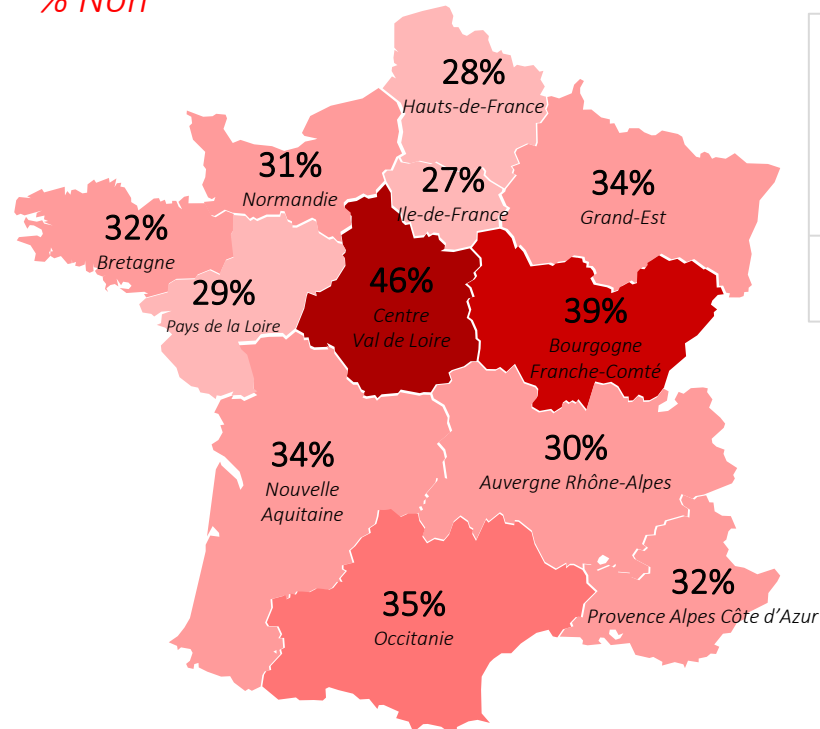 % Non
28%
Hauts-de-France
31%
Normandie
27%
Ile-de-France
34%
Grand-Est
32%
Bretagne
29%
Pays de la Loire
46%
Centre
Val de Loire
39%
Bourgogne
Franche-Comté
34%
Nouvelle
Aquitaine
30%
Auvergne Rhône-Alpes
35%
Occitanie
32%
Provence Alpes Côte d’Azur